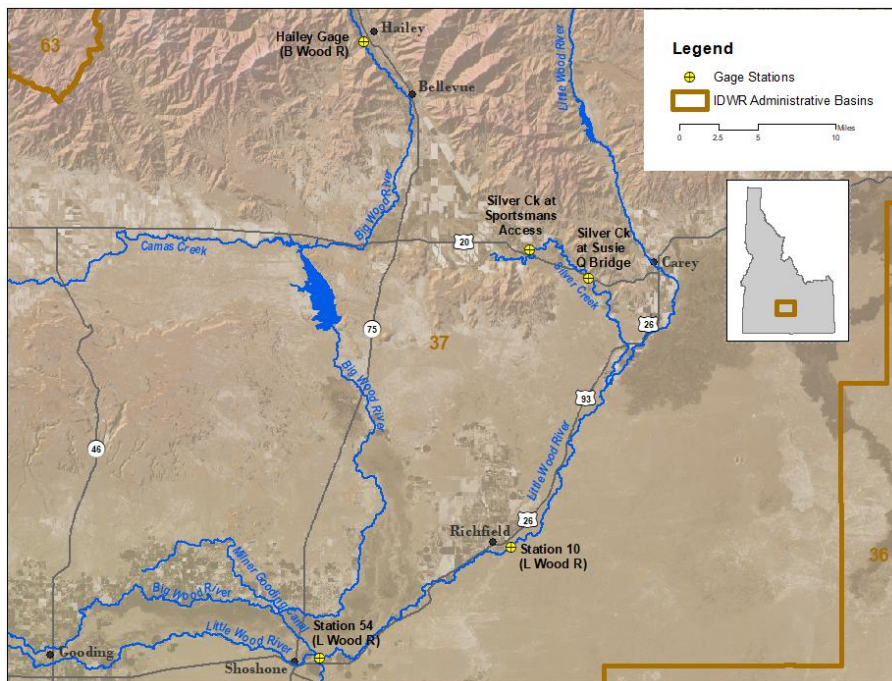 63
Hailey Gage
(B Wood R)
Hailey
Bellevue
Little Wood River
Legend
Gage Stations
IDWR Administrative Basins
0 2.5 5 10 Miles
Big Wood River
Silver Ck at
Sportsmans
Access
Silver Ck
at Susie
Q Bridge
20
Camas Creek
Silver Creek
Carey
26
75
37
Big Wood River
93
46
Little Wood River
26
Richfield
Station 10
(L Wood R)
36
Milner Gooding Canal
Big Wood River
Little Wood River
Station 54
(L Wood R)
Gooding
Shoshone